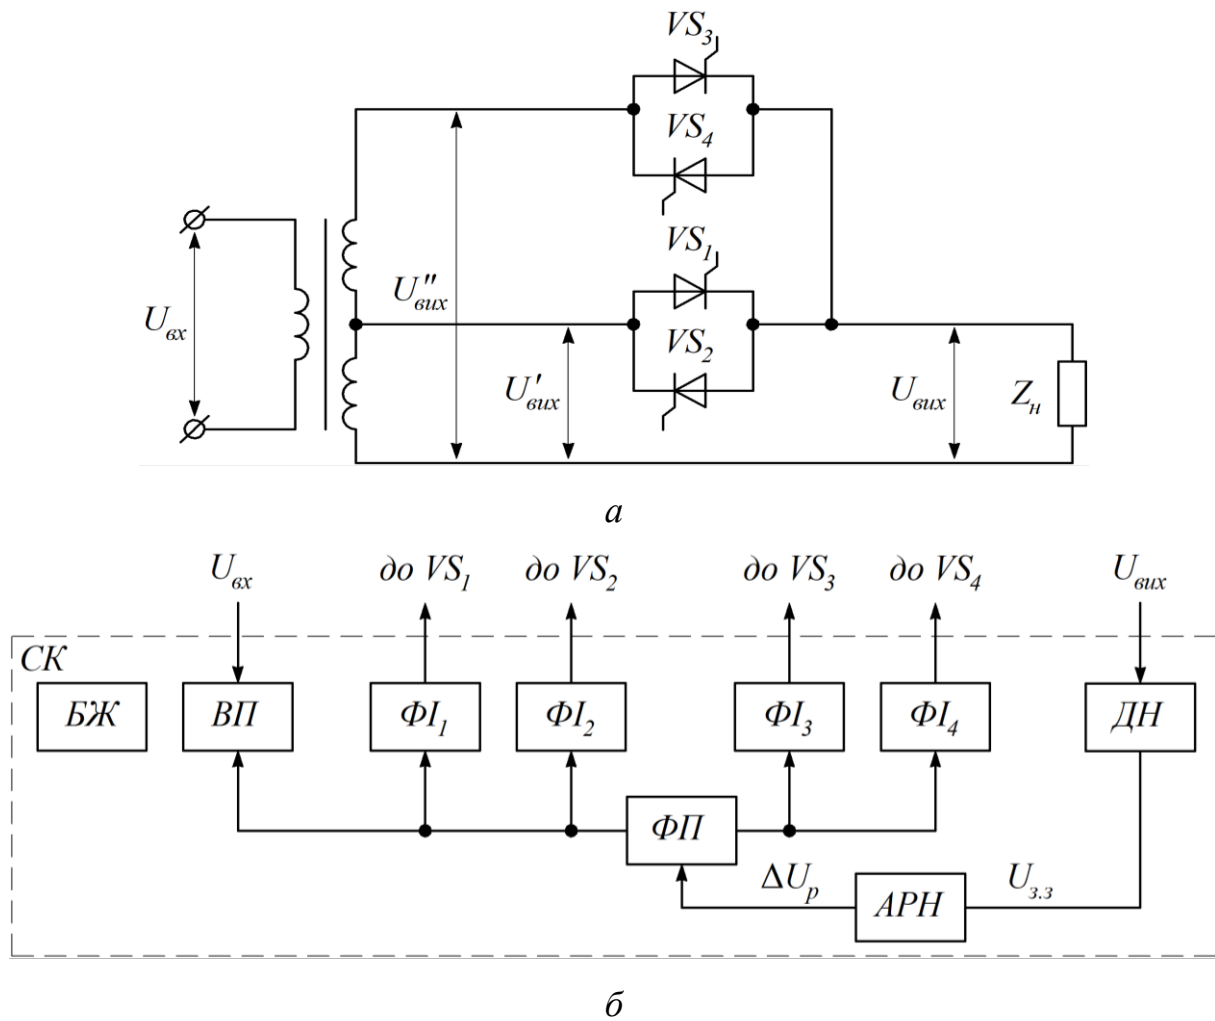 VS₃
VS₄
VS₁
U″вих
Uвх
VS₂
U′вих
Uвих
Zн
а
Uвх
до VS₁
до VS₂
до VS₃
до VS₄
Uвих
СК
БЖ
ВП
ФІ₁
ФІ₂
ФІ₃
ФІ₄
ДН
ФП
ΔUр
АРН
Uз.з
б